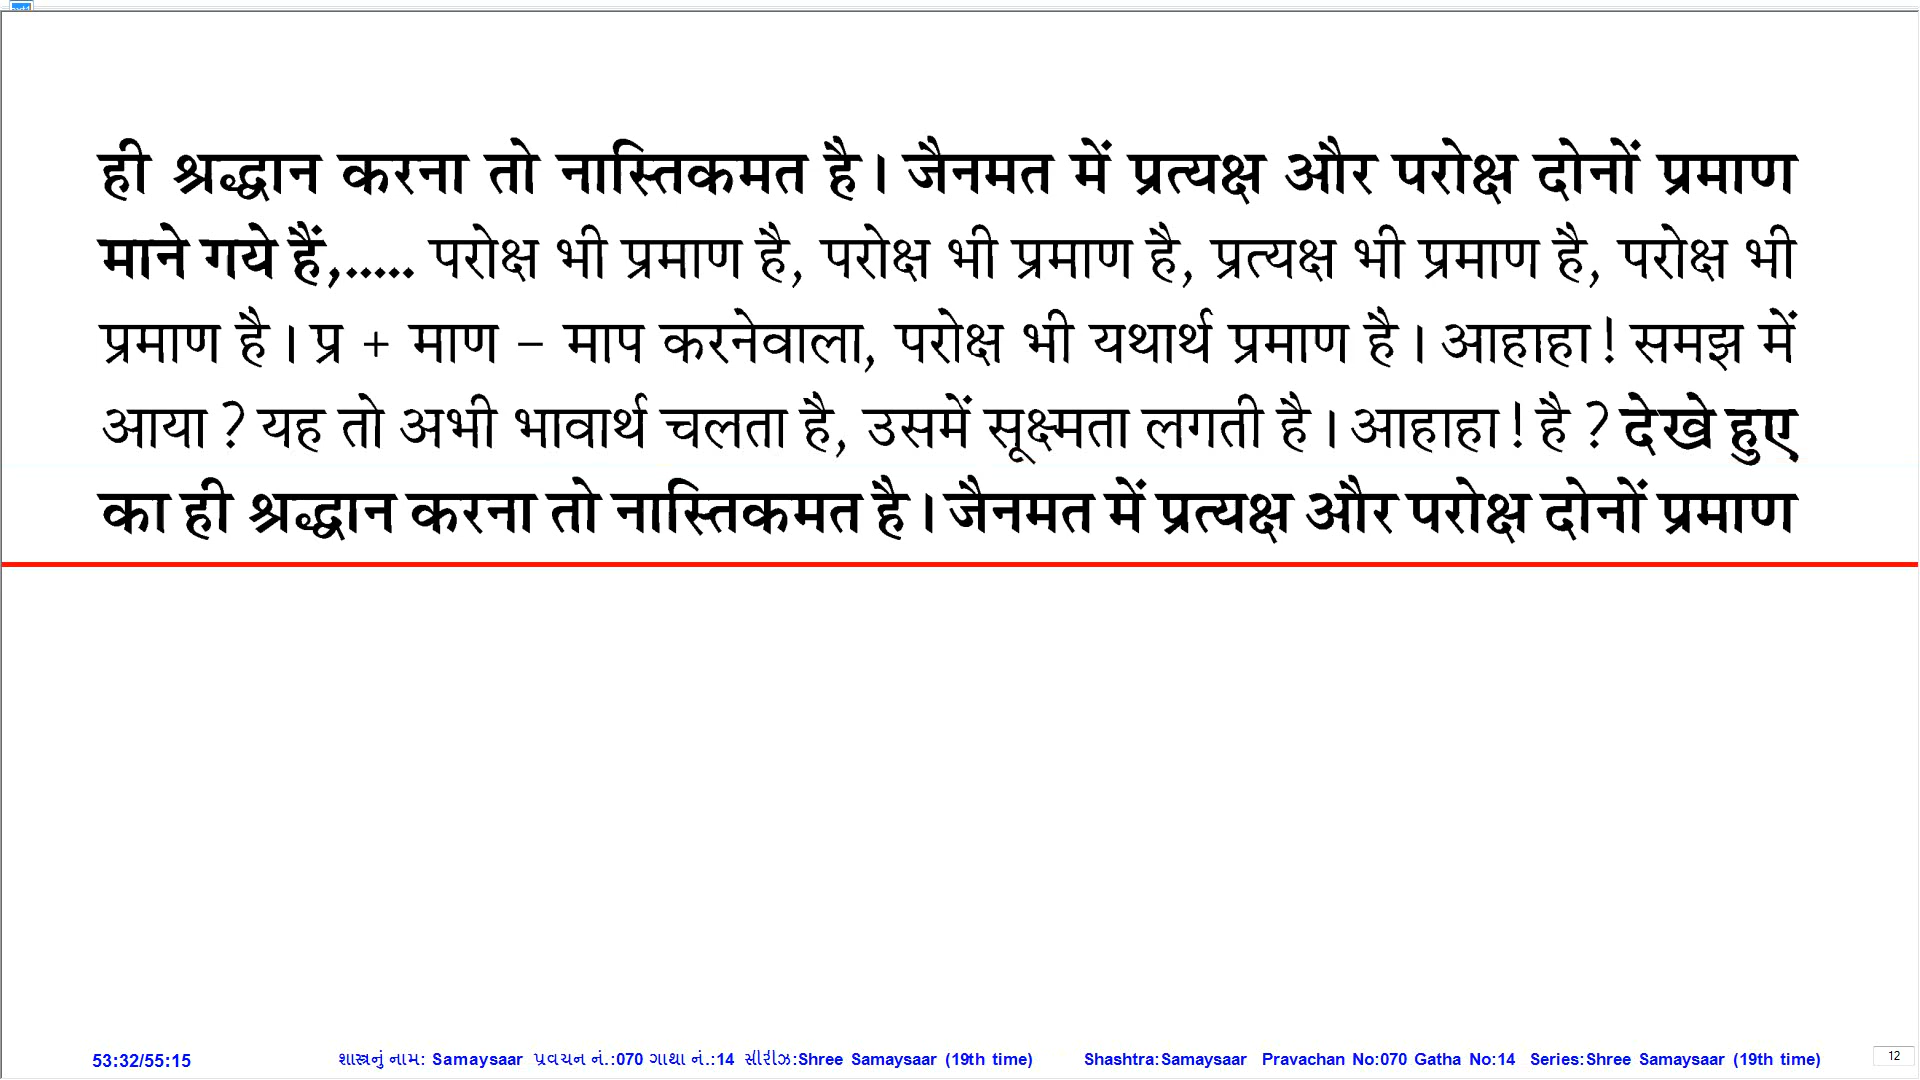 ही श्रद्धान करना तो नास्तिकमत है। जैनमत में प्रत्यक्ष और परोक्ष दोनों प्रमाण
माने गये हैं,..... परोक्ष भी प्रमाण है, परोक्ष भी प्रमाण है, प्रत्यक्ष भी प्रमाण है, परोक्ष भी
प्रमाण है। प्र + माण – माप करनेवाला, परोक्ष भी यथार्थ प्रमाण है। आहाहा! समझ में
आया? यह तो अभी भावार्थ चलता है, उसमें सूक्ष्मता लगती है। आहाहा! है? देखे हुए
का ही श्रद्धान करना तो नास्तिकमत है। जैनमत में प्रत्यक्ष और परोक्ष दोनों प्रमाण
53:32/55:15 શાસ્ત્રનું નામ: Samaysaar પ્રવચન નં.:070 ગાથા નં.:14 સીરીઝ:Shree Samaysaar (19th time) Shashtra:Samaysaar Pravachan No:070 Gatha No:14 Series:Shree Samaysaar (19th time) 12